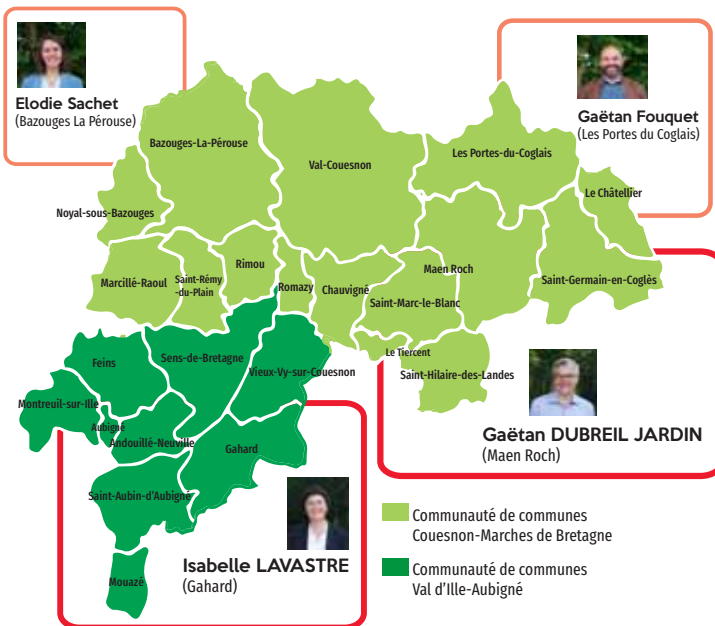 Elodie Sachet
(Bazouges La Pérouse)
Gaëtan Fouquet
(Les Portes du Coglais)
Bazouges-La-Pérouse
Val-Couesnon
Les Portes-du-Coglais
Le Châtellier
Noyal-sous-Bazouges
Marcillé-Raoul
Saint-Rémy
-du-Plain
Rimou
Romazy
Chauvigné
Maen Roch
Saint-Marc-le-Blanc
Saint-Germain-en-Coglès
Le Tiercent
Saint-Hilaire-des-Landes
Feins
Sens-de-Bretagne
Vieux-Vy-sur-Couesnon
Montreuil-sur-Ille
Aubigné
Andouillé-Neuville
Gahard
Saint-Aubin-d'Aubigné
Mouazé
Gaëtan DUBREIL JARDIN
(Maen Roch)
Isabelle LAVASTRE
(Gahard)
Communauté de communes
Couesnon-Marches de Bretagne
Communauté de communes
Val d'Ille-Aubigné